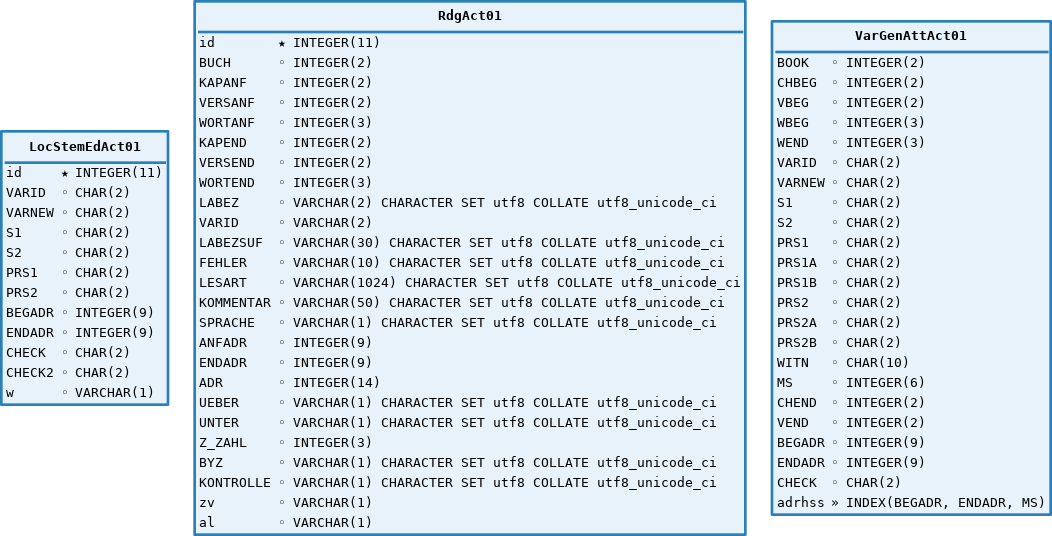 LocStemEdAct01
id ★ INTEGER(11)
VARID ◦ CHAR(2)
VARNEW ◦ CHAR(2)
S1 ◦ CHAR(2)
S2 ◦ CHAR(2)
PRS1 ◦ CHAR(2)
PRS2 ◦ CHAR(2)
BEGADR ◦ INTEGER(9)
ENDADR ◦ INTEGER(9)
CHECK ◦ CHAR(2)
CHECK2 ◦ CHAR(2)
w ◦ VARCHAR(1)
RdgAct01
id ★ INTEGER(11)
BUCH ◦ INTEGER(2)
KAPANF ◦ INTEGER(2)
VERSANF ◦ INTEGER(2)
WORTANF ◦ INTEGER(3)
KAPEND ◦ INTEGER(2)
VERSEND ◦ INTEGER(2)
WORTEND ◦ INTEGER(3)
LABEZ ◦ VARCHAR(2) CHARACTER SET utf8 COLLATE utf8_unicode_ci
VARID ◦ VARCHAR(2)
LABEZSUF ◦ VARCHAR(30) CHARACTER SET utf8 COLLATE utf8_unicode_ci
FEHLER ◦ VARCHAR(10) CHARACTER SET utf8 COLLATE utf8_unicode_ci
LESART ◦ VARCHAR(1024) CHARACTER SET utf8 COLLATE utf8_unicode_ci
KOMMENTAR ◦ VARCHAR(50) CHARACTER SET utf8 COLLATE utf8_unicode_ci
SPRACHE ◦ VARCHAR(1) CHARACTER SET utf8 COLLATE utf8_unicode_ci
ANFADR ◦ INTEGER(9)
ENDADR ◦ INTEGER(9)
ADR ◦ INTEGER(14)
UEBER ◦ VARCHAR(1) CHARACTER SET utf8 COLLATE utf8_unicode_ci
UNTER ◦ VARCHAR(1) CHARACTER SET utf8 COLLATE utf8_unicode_ci
Z_ZAHL ◦ INTEGER(3)
BYZ ◦ VARCHAR(1) CHARACTER SET utf8 COLLATE utf8_unicode_ci
KONTROLLE ◦ VARCHAR(1) CHARACTER SET utf8 COLLATE utf8_unicode_ci
zv ◦ VARCHAR(1)
al ◦ VARCHAR(1)
VarGenAttAct01
BOOK ◦ INTEGER(2)
CHBEG ◦ INTEGER(2)
VBEG ◦ INTEGER(2)
WBEG ◦ INTEGER(3)
WEND ◦ INTEGER(3)
VARID ◦ CHAR(2)
VARNEW ◦ CHAR(2)
S1 ◦ CHAR(2)
S2 ◦ CHAR(2)
PRS1 ◦ CHAR(2)
PRS1A ◦ CHAR(2)
PRS1B ◦ CHAR(2)
PRS2 ◦ CHAR(2)
PRS2A ◦ CHAR(2)
PRS2B ◦ CHAR(2)
WITN ◦ CHAR(10)
MS ◦ INTEGER(6)
CHEND ◦ INTEGER(2)
VEND ◦ INTEGER(2)
BEGADR ◦ INTEGER(9)
ENDADR ◦ INTEGER(9)
CHECK ◦ CHAR(2)
adrhss » INDEX(BEGADR, ENDADR, MS)